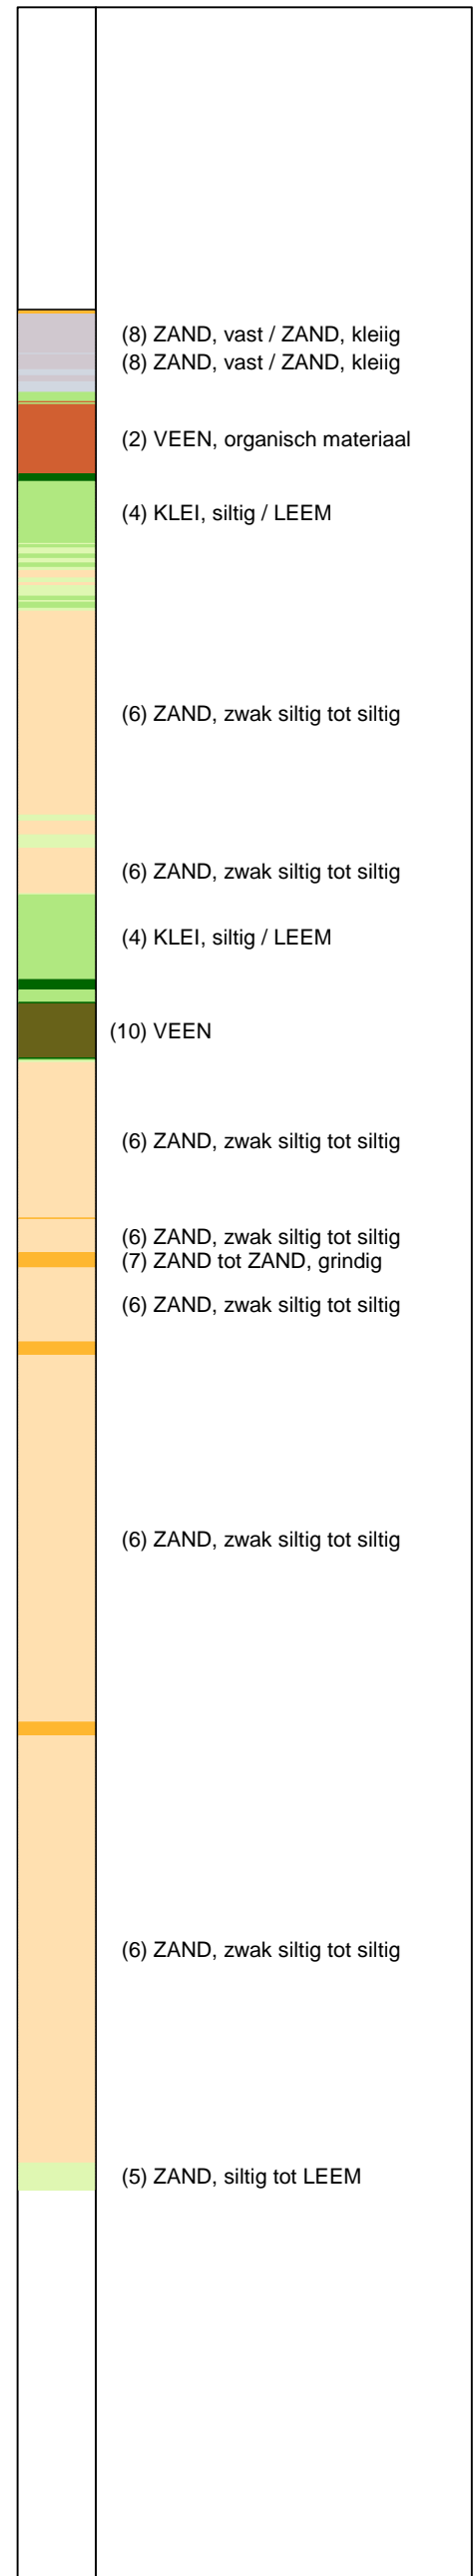 (8) ZAND, vast / ZAND, kleiig
(8) ZAND, vast / ZAND, kleiig
(2) VEEN, organisch materiaal
(4) KLEI, siltig / LEEM
(6) ZAND, zwak siltig tot siltig
(6) ZAND, zwak siltig tot siltig
(4) KLEI, siltig / LEEM
(10) VEEN
(6) ZAND, zwak siltig tot siltig
(6) ZAND, zwak siltig tot siltig
(7) ZAND tot ZAND, grindig
(6) ZAND, zwak siltig tot siltig
(6) ZAND, zwak siltig tot siltig
(6) ZAND, zwak siltig tot siltig
(5) ZAND, siltig tot LEEM